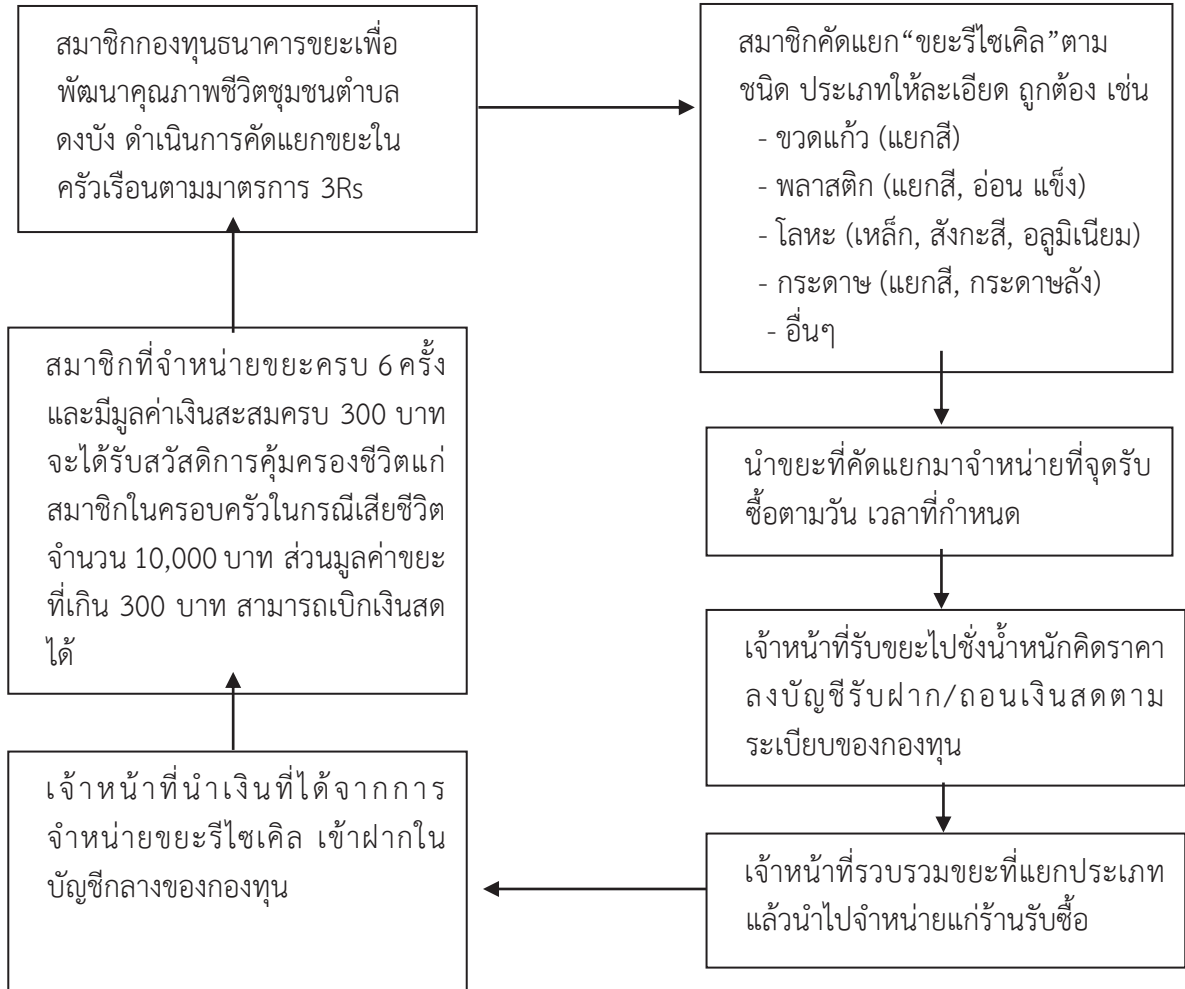 สมาชิกกองทุนธนาคารขยะเพื่อ
พัฒนาคุณภาพชีวิตชุมชนตำบล
ดงบัง ดำเนินการคัดแยกขยะใน
ครัวเรือนตามมาตรการ 3Rs
สมาชิกคัดแยก“ขยะรีไซเคิล”ตาม
ชนิด ประเภทให้ละเอียด ถูกต้อง เช่น
- ขวดแก้ว (แยกสี)
- พลาสติก (แยกสี, อ่อน แข็ง)
- โลหะ (เหล็ก, สังกะสี, อลูมิเนียม)
- กระดาษ (แยกสี, กระดาษลัง)
- อื่นๆ
นำขยะที่คัดแยกมาจำหน่ายที่จุดรับ
ซื้อตามวัน เวลาที่กำหนด
เจ้าหน้าที่รับขยะไปชั่งน้ำหนักคิดราคา
ลงบัญชีรับฝาก/ถอนเงินสดตาม
ระเบียบของกองทุน
เจ้าหน้าที่รวบรวมขยะที่แยกประเภท
แล้วนำไปจำหน่ายแก่ร้านรับซื้อ
เจ้าหน้าที่นำเงินที่ได้จากการ
จำหน่ายขยะรีไซเคิล เข้าฝากใน
บัญชีกลางของกองทุน
สมาชิกที่จำหน่ายขยะครบ 6 ครั้ง
และมีมูลค่าเงินสะสมครบ 300 บาท
จะได้รับสวัสดิการคุ้มครองชีวิตแก่
สมาชิกในครอบครัวในกรณีเสียชีวิต
จำนวน 10,000 บาท ส่วนมูลค่าขยะ
ที่เกิน 300 บาท สามารถเบิกเงินสด
ได้